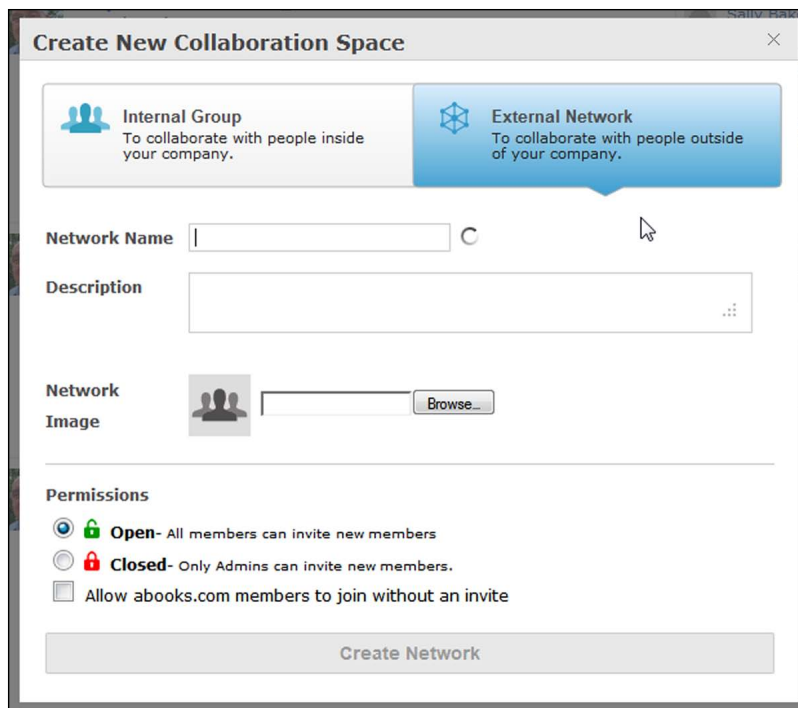 Sally Bak
Create New Collaboration Space
Internal Group
To collaborate with people inside
your company.
External Network
To collaborate with people outside
of your company.
Network Name
Description
Network
Image
Browse...
Permissions
Open- All members can invite new members
Closed- Only Admins can invite new members.
Allow abooks.com members to join without an invite
Create Network